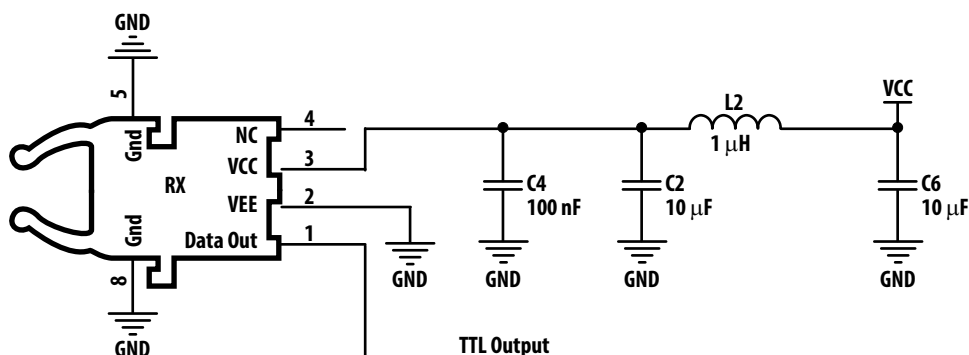 GND
5
Gnd
NC
4
VCC
3
RX
VEE
2
Gnd
Data Out
1
8
GND
GND
TTL Output
C4
100 nF
GND
C2
10 μF
GND
L2
1 μH
VCC
C6
10 μF
GND